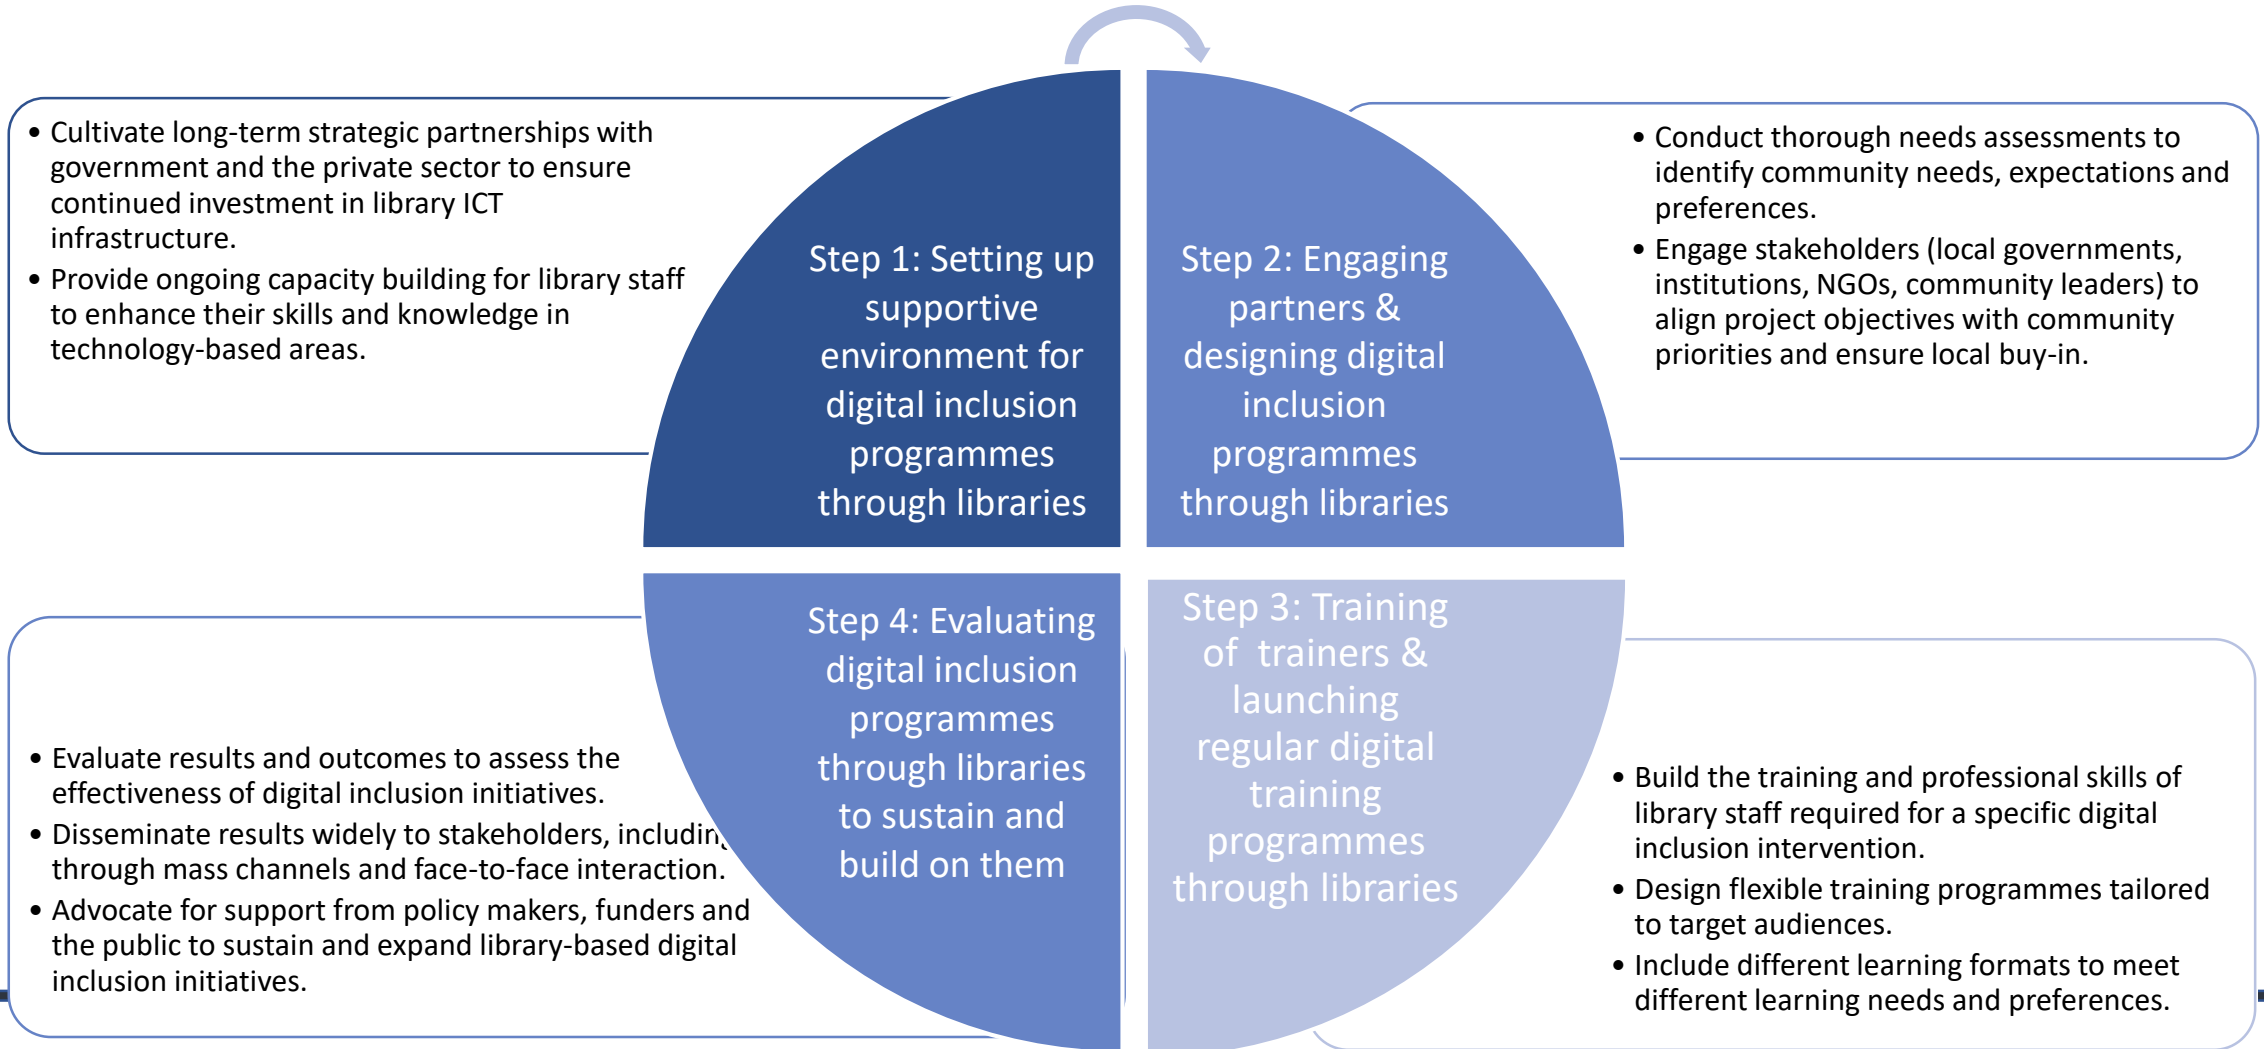 • Cultivate long-term strategic partnerships with
government and the private sector to ensure
continued investment in library ICT
infrastructure.
• Provide ongoing capacity building for library staff
to enhance their skills and knowledge in
technology-based areas.
Step 1: Setting up
supportive
environment for
digital inclusion
programmes
through libraries
Step 2: Engaging
partners &
designing digital
inclusion
programmes
through libraries
• Conduct thorough needs assessments to
identify community needs, expectations and
preferences.
• Engage stakeholders (local governments,
institutions, NGOs, community leaders) to
align project objectives with community
priorities and ensure local buy-in.
Step 3: Training
of trainers &
launching
regular digital
training
programmes
through libraries
• Build the training and professional skills of
library staff required for a specific digital
inclusion intervention.
• Design flexible training programmes tailored
to target audiences.
• Include different learning formats to meet
different learning needs and preferences.
Step 4: Evaluating
digital inclusion
programmes
through libraries
to sustain and
build on them
• Evaluate results and outcomes to assess the
effectiveness of digital inclusion initiatives.
• Disseminate results widely to stakeholders, including
through mass channels and face-to-face interaction.
• Advocate for support from policy makers, funders and
the public to sustain and expand library-based digital
inclusion initiatives.